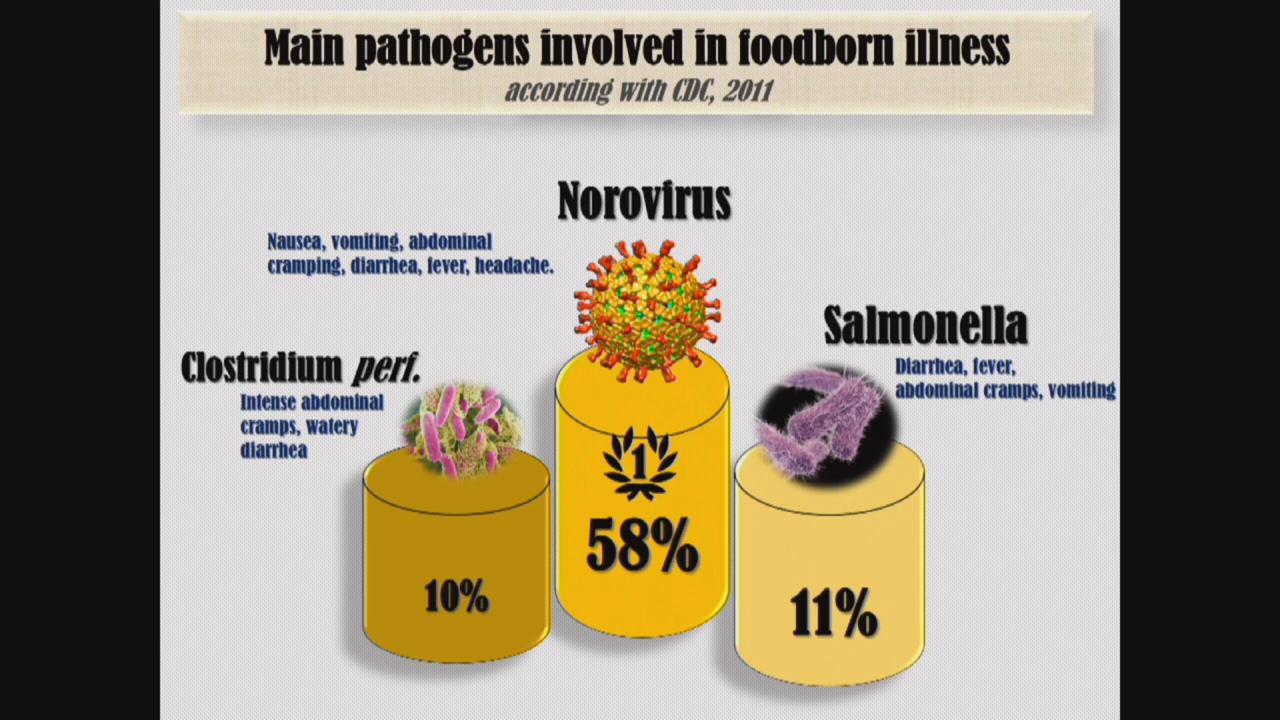 Main pathogens involved in foodborn illness
according with CDC, 2011
Norovirus
Nausea, vomiting, abdominal
cramping, diarrhea, fever, headache.
Salmonella
Diarrhea, fever,
abdominal cramps, vomiting
Clostridium perf.
Intense abdominal
cramps, watery
diarrhea
1
58%
10%
11%